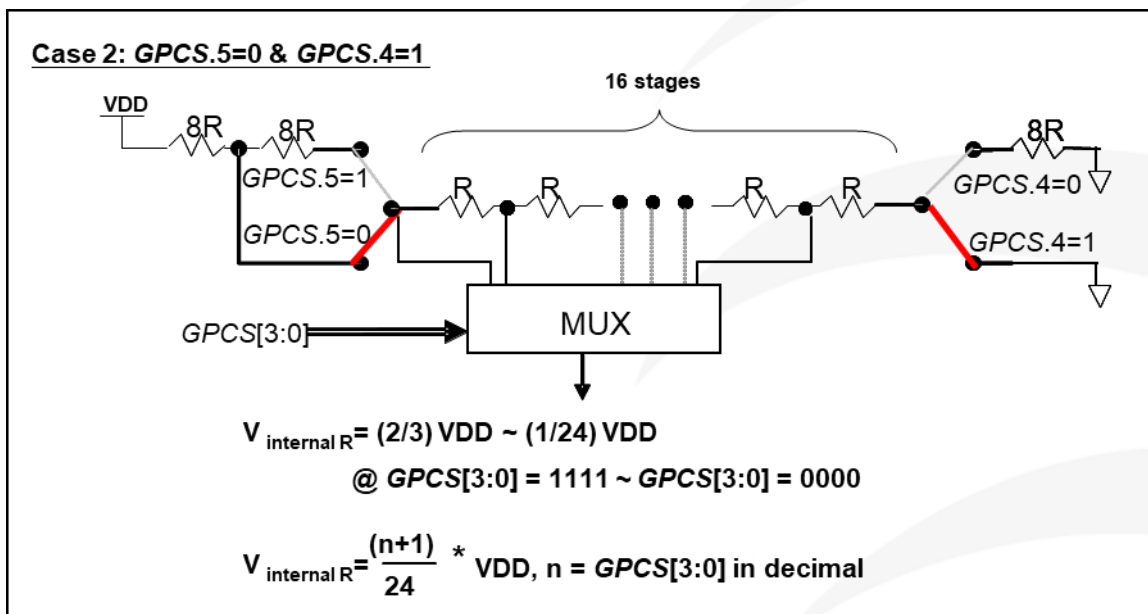 Case 2: GPCS.5=0 & GPCS.4=1
16 stages
VDD
8R
8R
8R
GPCS.5=1
R
R
R
R
GPCS.4=0
GPCS.5=0
GPCS.4=1
GPCS[3:0]
MUX
V internal R= (2/3) VDD ~ (1/24) VDD
@ GPCS[3:0] = 1111 ~ GPCS[3:0] = 0000
V internal R= (n+1)/24 * VDD, n = GPCS[3:0] in decimal